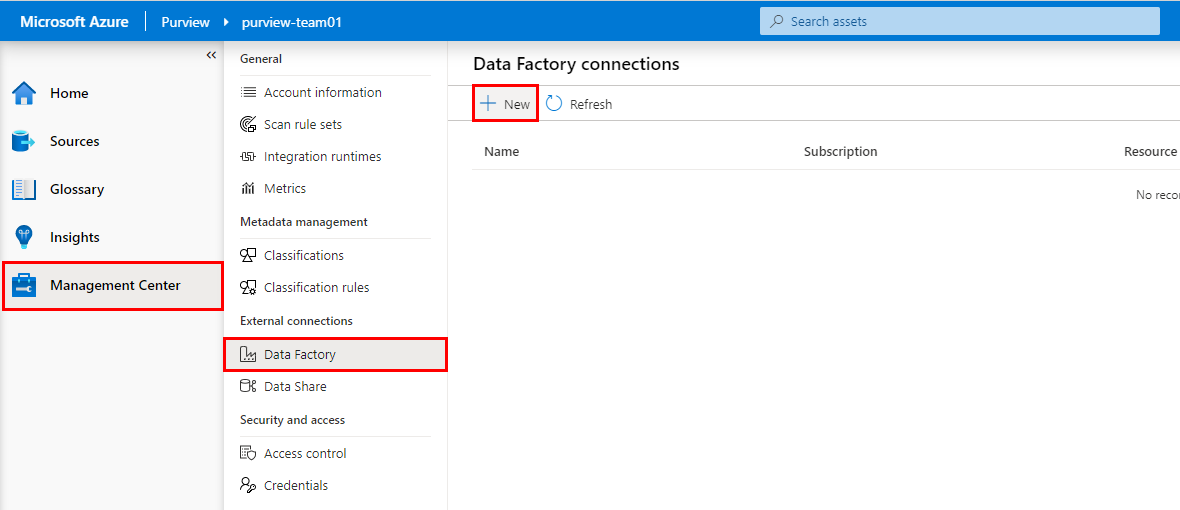 Microsoft Azure Purview purview-team01 Search assets
Home
Sources
Glossary
Insights
Management Center
General
Account information
Scan rule sets
Integration runtimes
Metrics
Metadata management
Classifications
Classification rules
External connections
Data Factory
Data Share
Security and access
Access control
Credentials
Data Factory connections
New Refresh
Name Subscription Resource
No reco